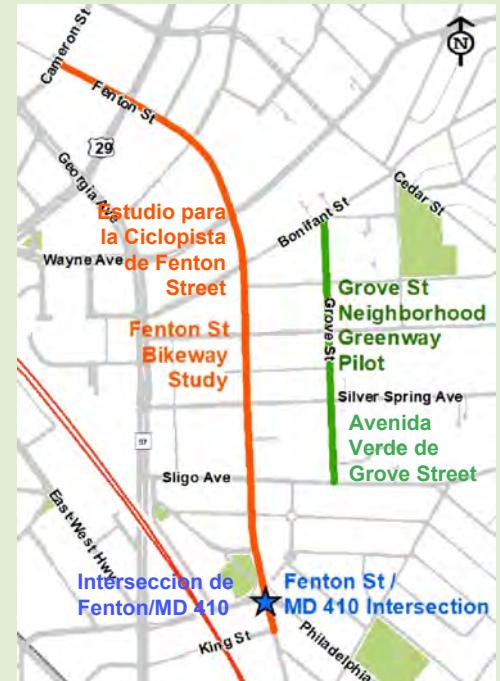 Cameron St
N
Fenton St
29
Georgia Ave
Cedar St
Estudio para
la Ciclopista
de Fenton
Street
Bonifant St
Wayne Ave
Grove St
Neighborhood
Greenway
Pilot
Grove St
Fenton St
Bikeway
Study
Silver Spring Ave
Avenida
Verde de
Grove Street
97
Sligo Ave
East-West Hwy
Intersección de
Fenton/MD 410
Fenton St /
MD 410 Intersection
King St
Philadelphia